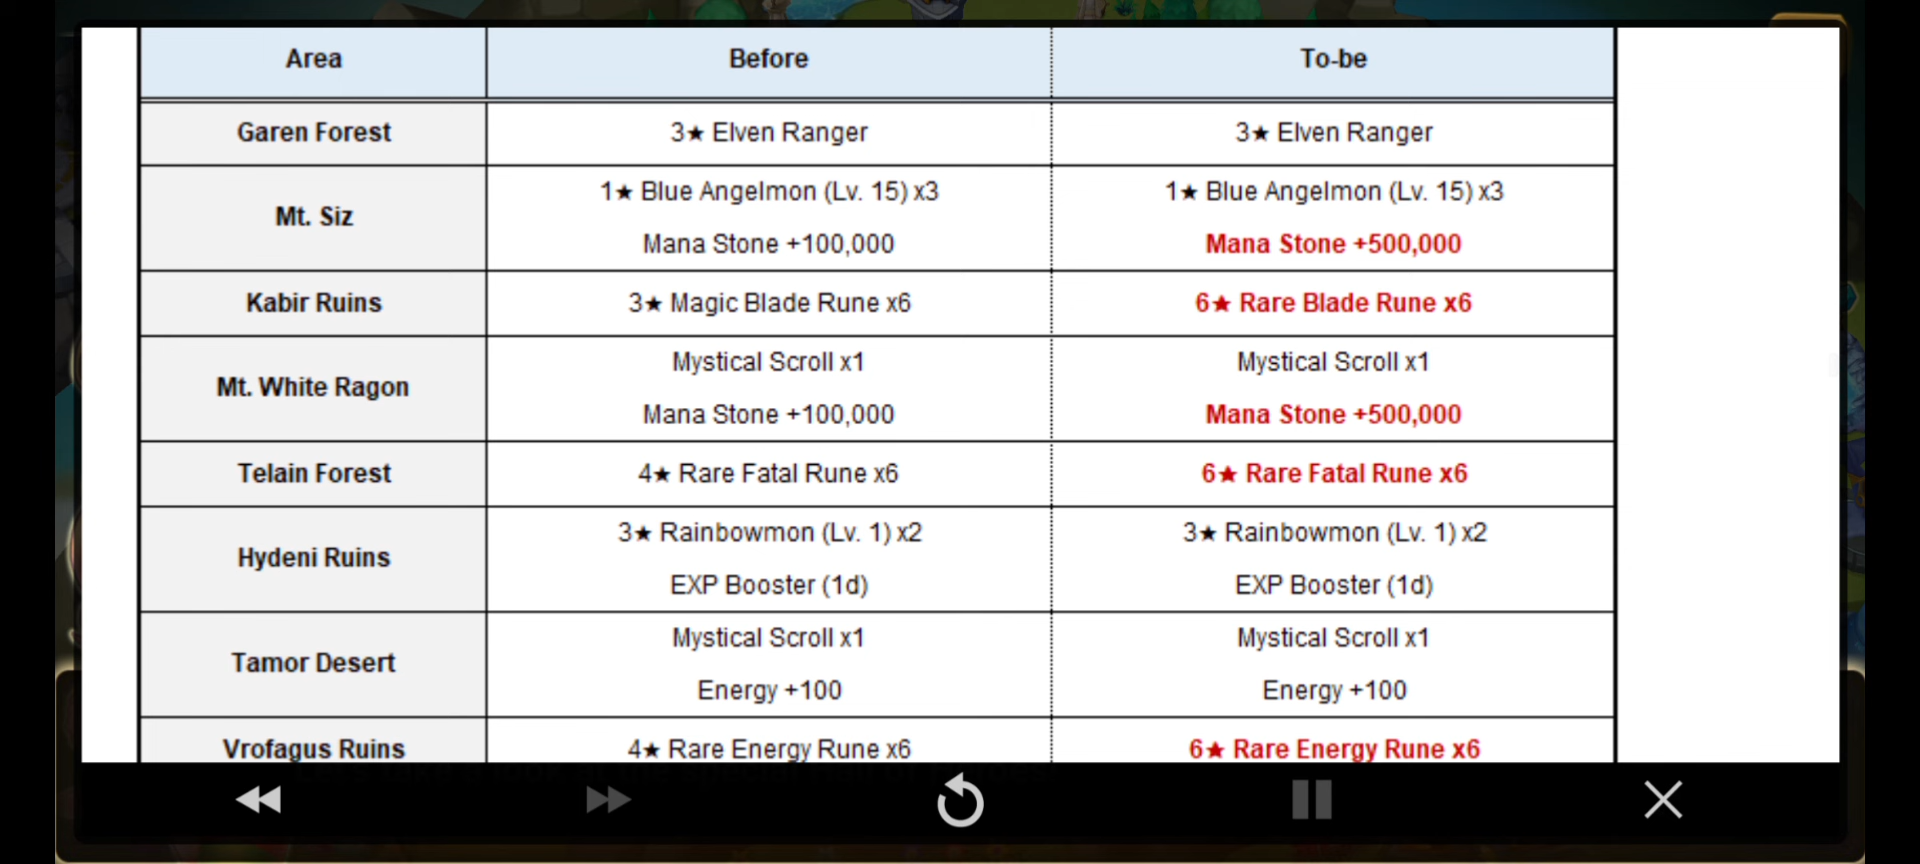 Area Before To-be
Garen Forest 3★ Elven Ranger 3★ Elven Ranger
1★ Blue Angelmon (Lv. 15) x3 1★ Blue Angelmon (Lv. 15) x3
Mt. Siz
Mana Stone +100,000 Mana Stone +500,000
Kabir Ruins 3★ Magic Blade Rune x6 6★ Rare Blade Rune x6
Mystical Scroll x1 Mystical Scroll x1
Mt. White Ragon
Mana Stone +100,000 Mana Stone +500,000
Telain Forest 4★ Rare Fatal Rune x6 6★ Rare Fatal Rune x6
3★ Rainbowmon (Lv. 1) x2 3★ Rainbowmon (Lv. 1) x2
Hydeni Ruins
EXP Booster (1d) EXP Booster (1d)
Mystical Scroll x1 Mystical Scroll x1
Tamor Desert
Energy +100 Energy +100
Vrofagus Ruins 4★ Rare Energy Rune x6 6★ Rare Energy Rune x6